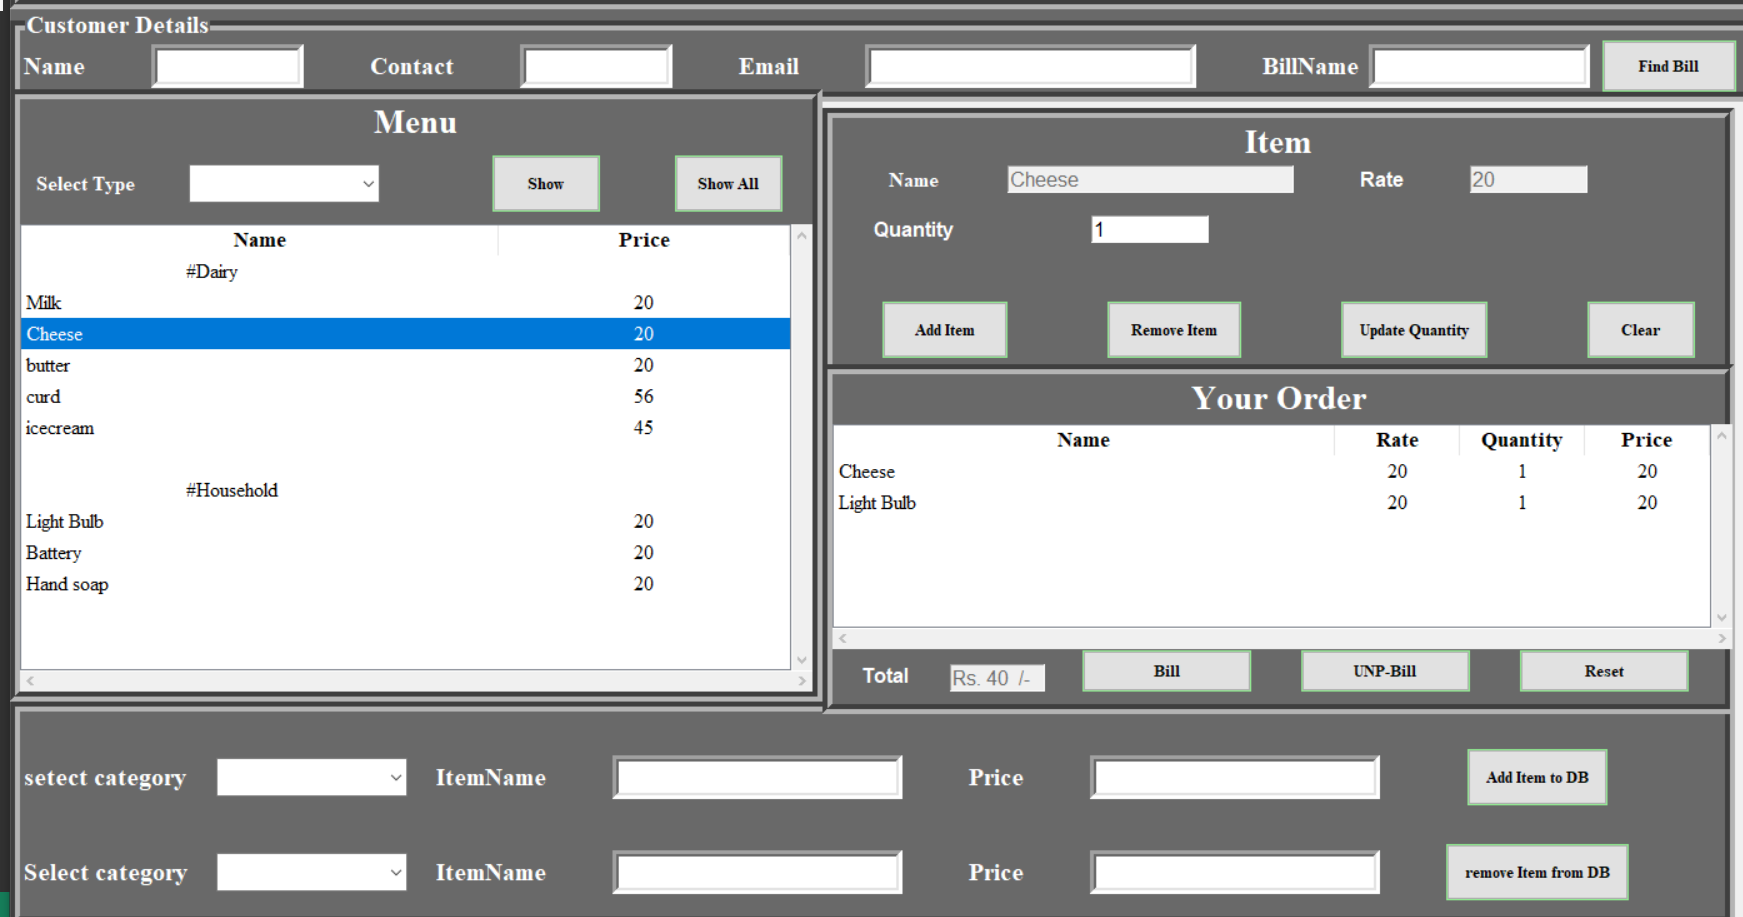 Customer Details
Name Contact Email BillName Find Bill
Menu
Select Type Show Show All
Name Price
#Dairy
Milk 20
Cheese 20
butter 20
curd 56
icecream 45
#Household
Light Bulb 20
Battery 20
Hand soap 20
Item
Name Cheese Rate 20
Quantity 1
Add Item Remove Item Update Quantity Clear
Your Order
Name Rate Quantity Price
Cheese 20 1 20
Light Bulb 20 1 20
Total Rs. 40 /- Bill UNP-Bill Reset
setect category ItemName Price Add Item to DB
Select category ItemName Price remove Item from DB